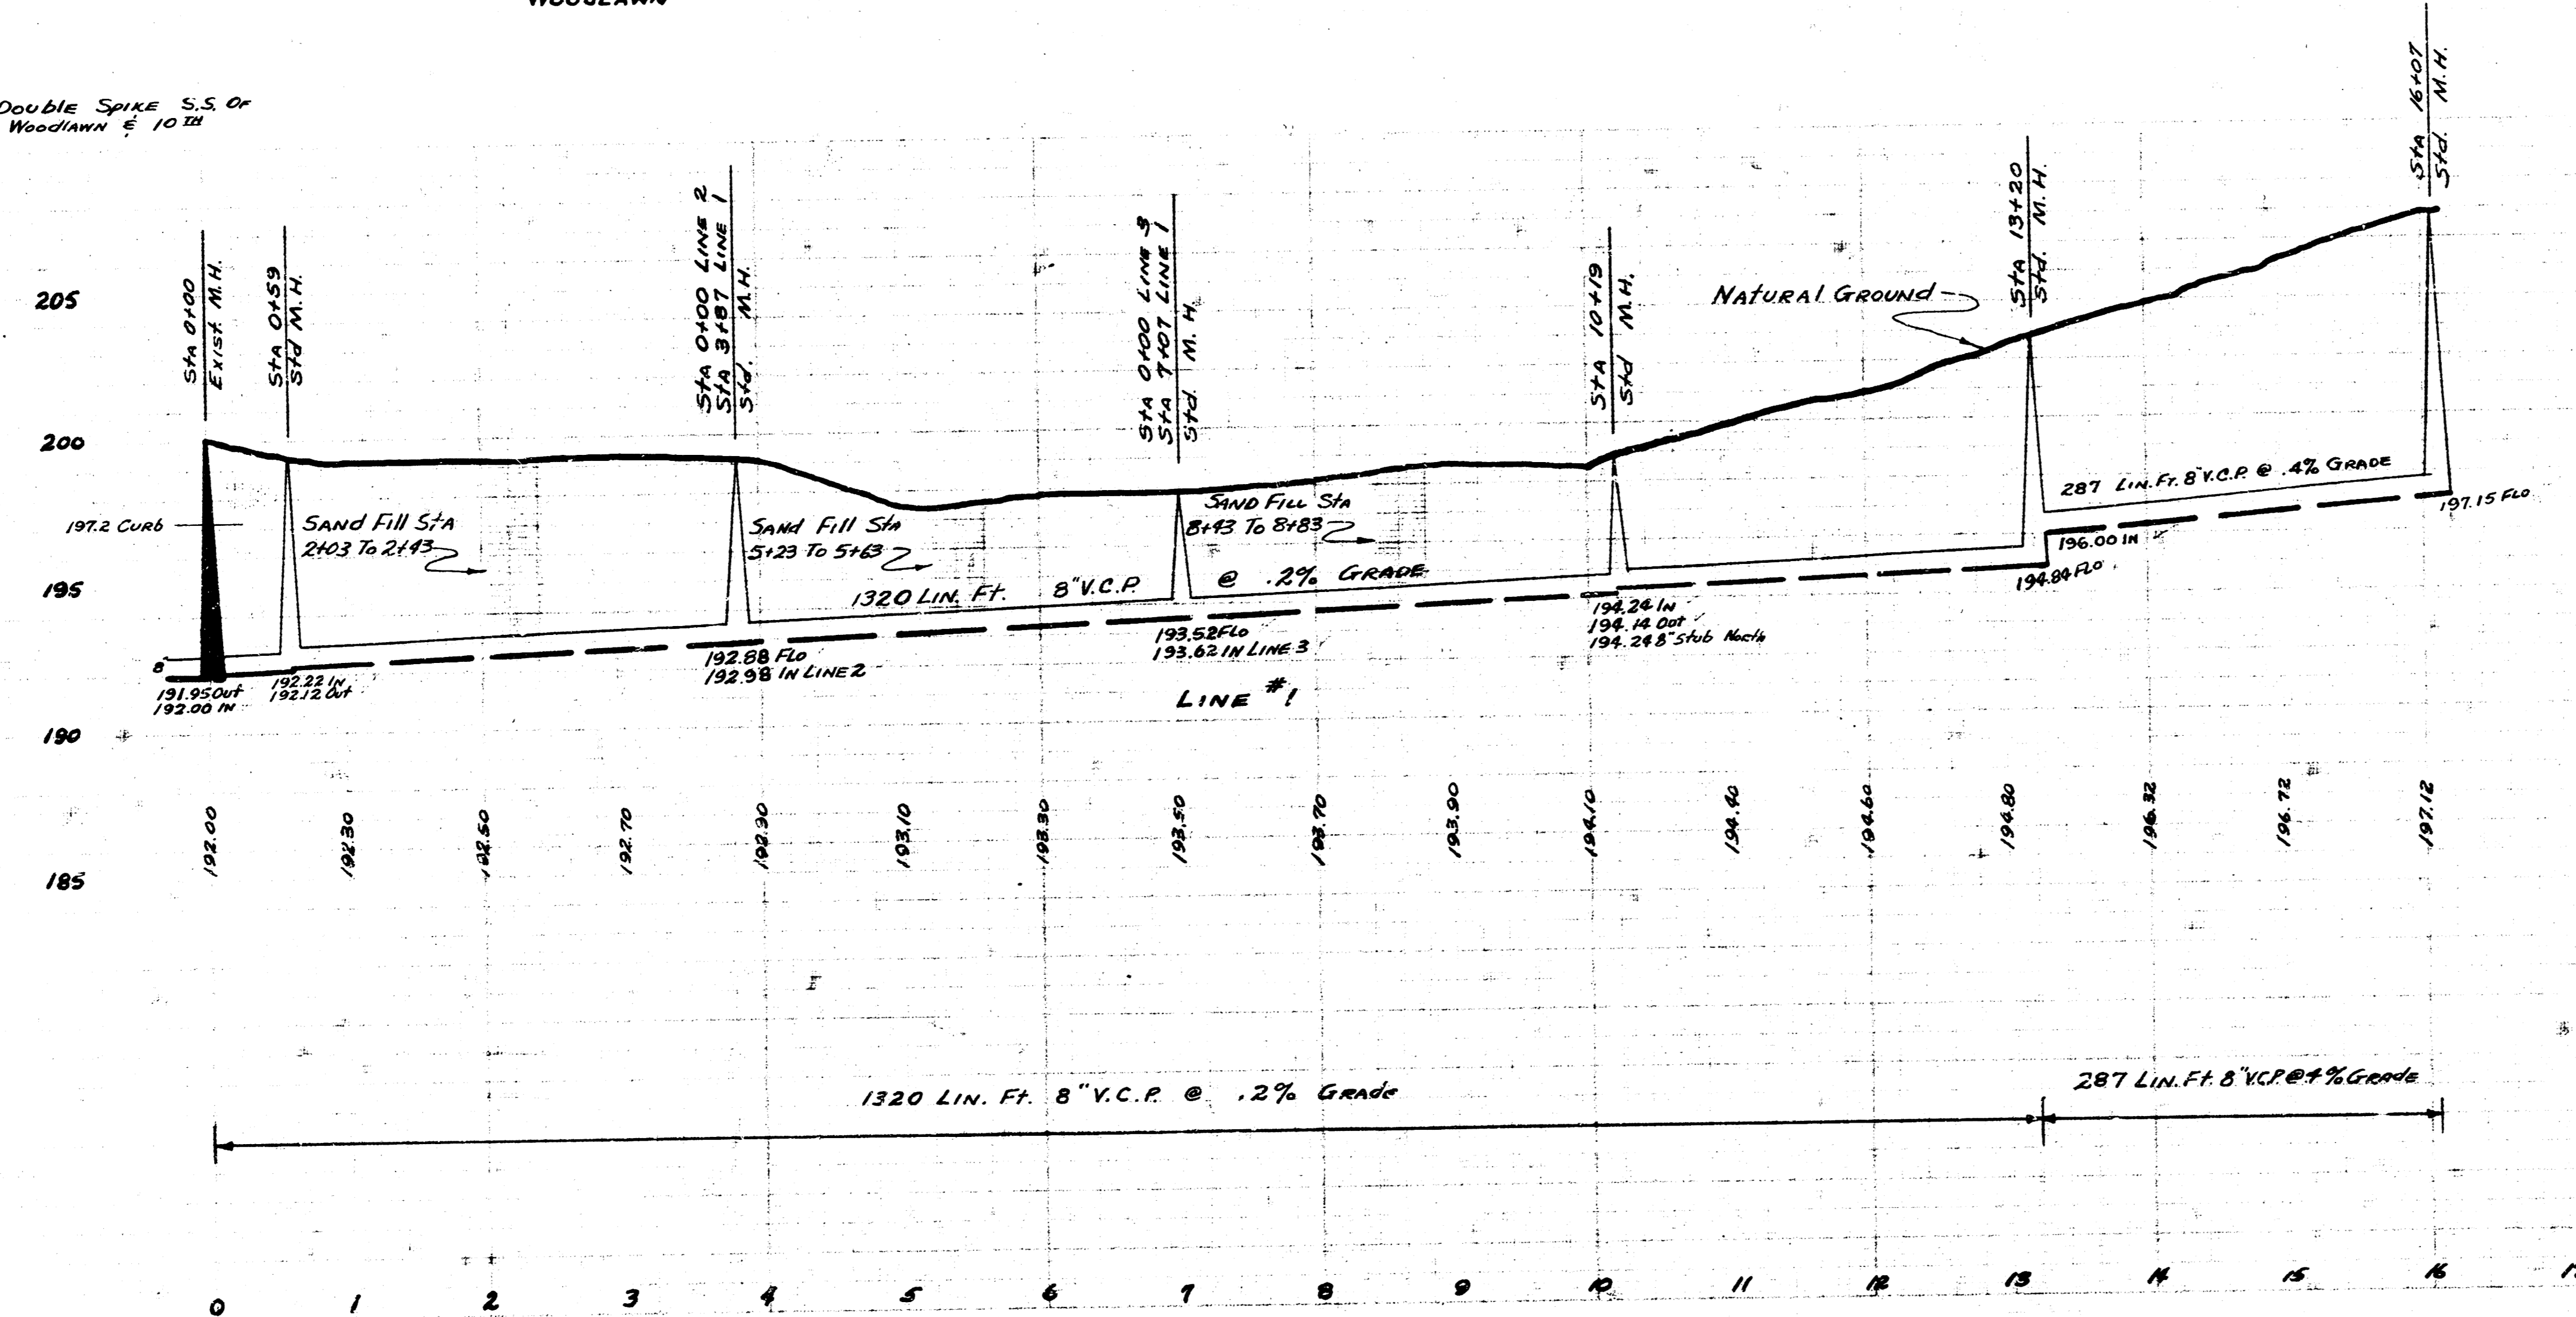 WOODLAWN
Double Spike S.S. Of
Woodlawn & 10TH
Sta 0+00
Exist. M.H.
Sta 0+59
Std M.H.
Sta 0+00 Line 2
Sta 3+87 Line 1
Std. M.H.
Sta 0+00 Line 3
Sta 7+07 Line 1
Std. M.H.
Sta 10+19
Std M.H.
Sta 13+20
Std. M.H.
Sta 16+07
Std. M.H.
205
200
195
190
185
Natural Ground
197.2 Curb
Sand Fill Sta
2+03 To 2+43
Sand Fill Sta
5+23 To 5+63
Sand Fill Sta
8+43 To 8+83
1320 Lin. Ft. 8" V.C.P. @ .2% Grade
287 Lin. Ft. 8" V.C.P. @ .4% Grade
8"
191.95 Out
192.00 In
192.22 In
192.12 Out
192.88 Flo
192.98 In Line 2
193.52 Flo
193.62 In Line 3
194.24 In
194.14 Out
194.24 8" Stub North
194.84 Flo
196.00 In
197.15 Flo
Line #1
192.00
192.30
192.50
192.70
192.90
193.10
193.30
193.50
193.70
193.90
194.10
194.40
194.60
194.80
196.32
196.72
197.12
1320 Lin. Ft. 8" V.C.P. @ .2% Grade
287 Lin. Ft. 8" V.C.P. @ 4% Grade
0 1 2 3 4 5 6 7 8 9 10 11 12 13 14 15 16